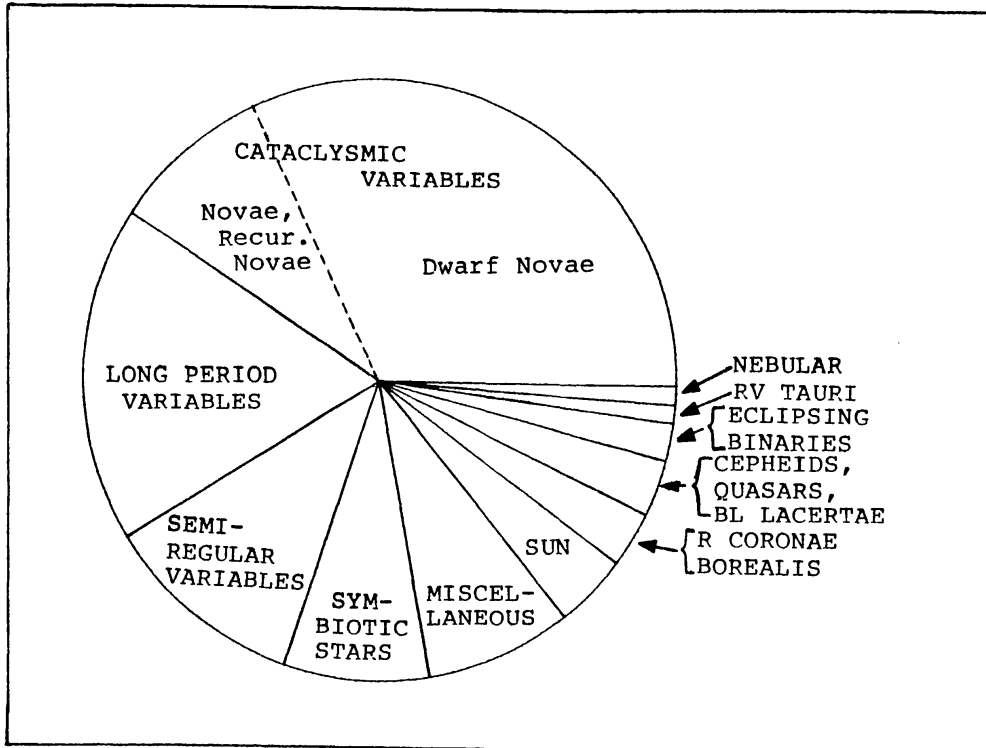 CATACLYSMIC
VARIABLES
Novae,
Recur.
Novae
Dwarf Novae
LONG PERIOD
VARIABLES
NEBULAR
RV TAURI
ECLIPSING
BINARIES
CEPHEIDS,
QUASARS,
BL LACERTAE
R CORONAE
BOREALIS
SUN
SEMI-
REGULAR
VARIABLES
SYM-
BIOTIC
STARS
MISCEL-
LANEOUS